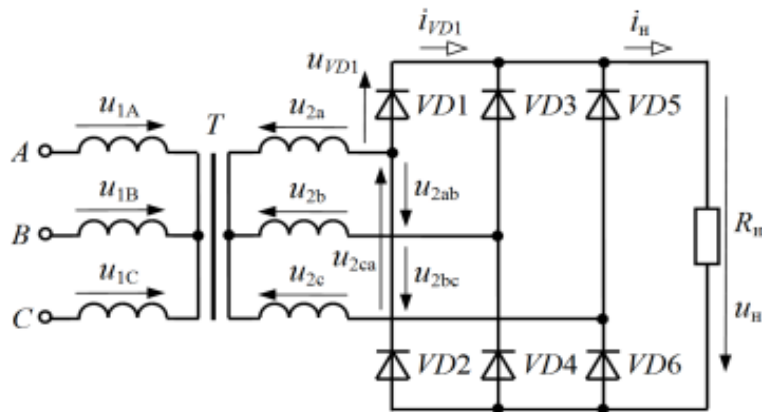 i_VD1 i_н
u_VD1
u_1A T u_2a VD1 VD3 VD5
A
u_1B u_2b u_2ab
B
u_2ca R_н
u_1C u_2c u_2bc
C u_н
VD2 VD4 VD6